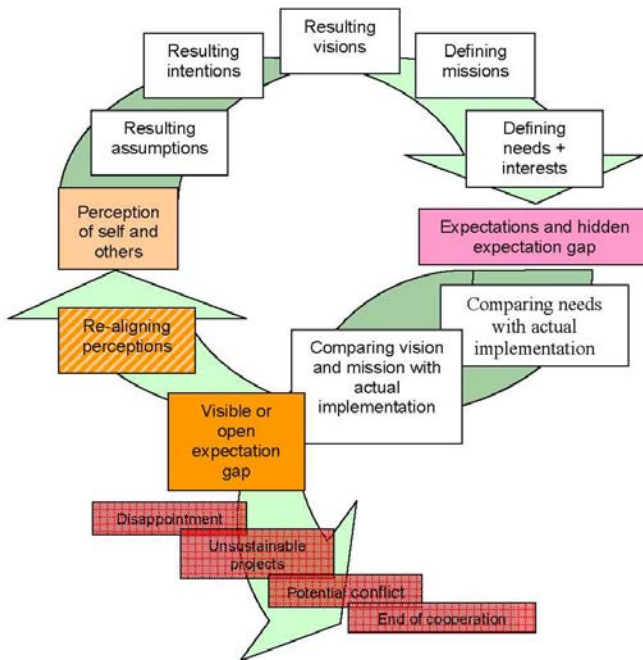 Resulting
visions
Resulting
intentions
Defining
missions
Resulting
assumptions
Defining
needs +
interests
Perception
of self and
others
Expectations and hidden
expectation gap
Re-aligning
perceptions
Comparing needs
with actual
implementation
Comparing vision
and mission with
actual
implementation
Visible or
open
expectation
gap
Disappointment
Unsustainable
projects
Potential conflict
End of cooperation